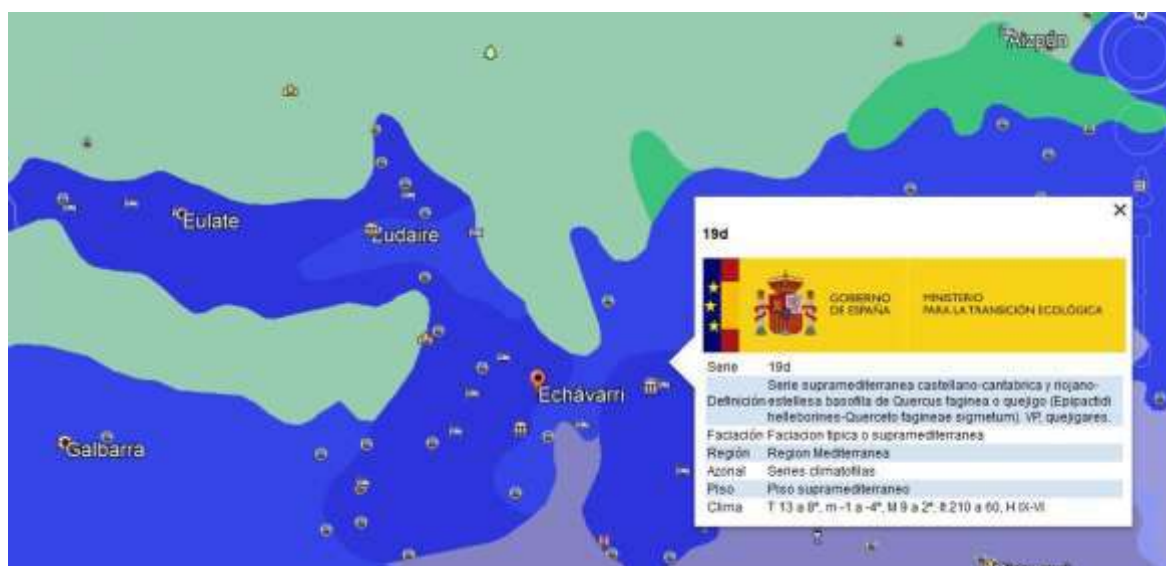 Aizpún
Eulate
Zudaire
Echávarri
Galbarra
19d
GOBIERNO
DE ESPAÑA
MINISTERIO
PARA LA TRANSICIÓN ECOLÓGICA
Serie 19d
Definición Serie supramediterranea castellano-cantabrica y riojano-
estellesa basofila de Quercus faginea o quejigo (Epipactidi
helleborines-Querceto fagineae sigmetum). VP, quejigares.
Faciación Faciacion tipica o supramediterranea
Región Region Mediterranea
Azonal Series climatofilas
Piso Piso supramediterraneo
Clima T 13 a 8º, m -1 a -4º, M 9 a 2º, It 210 a 60, H IX-VI